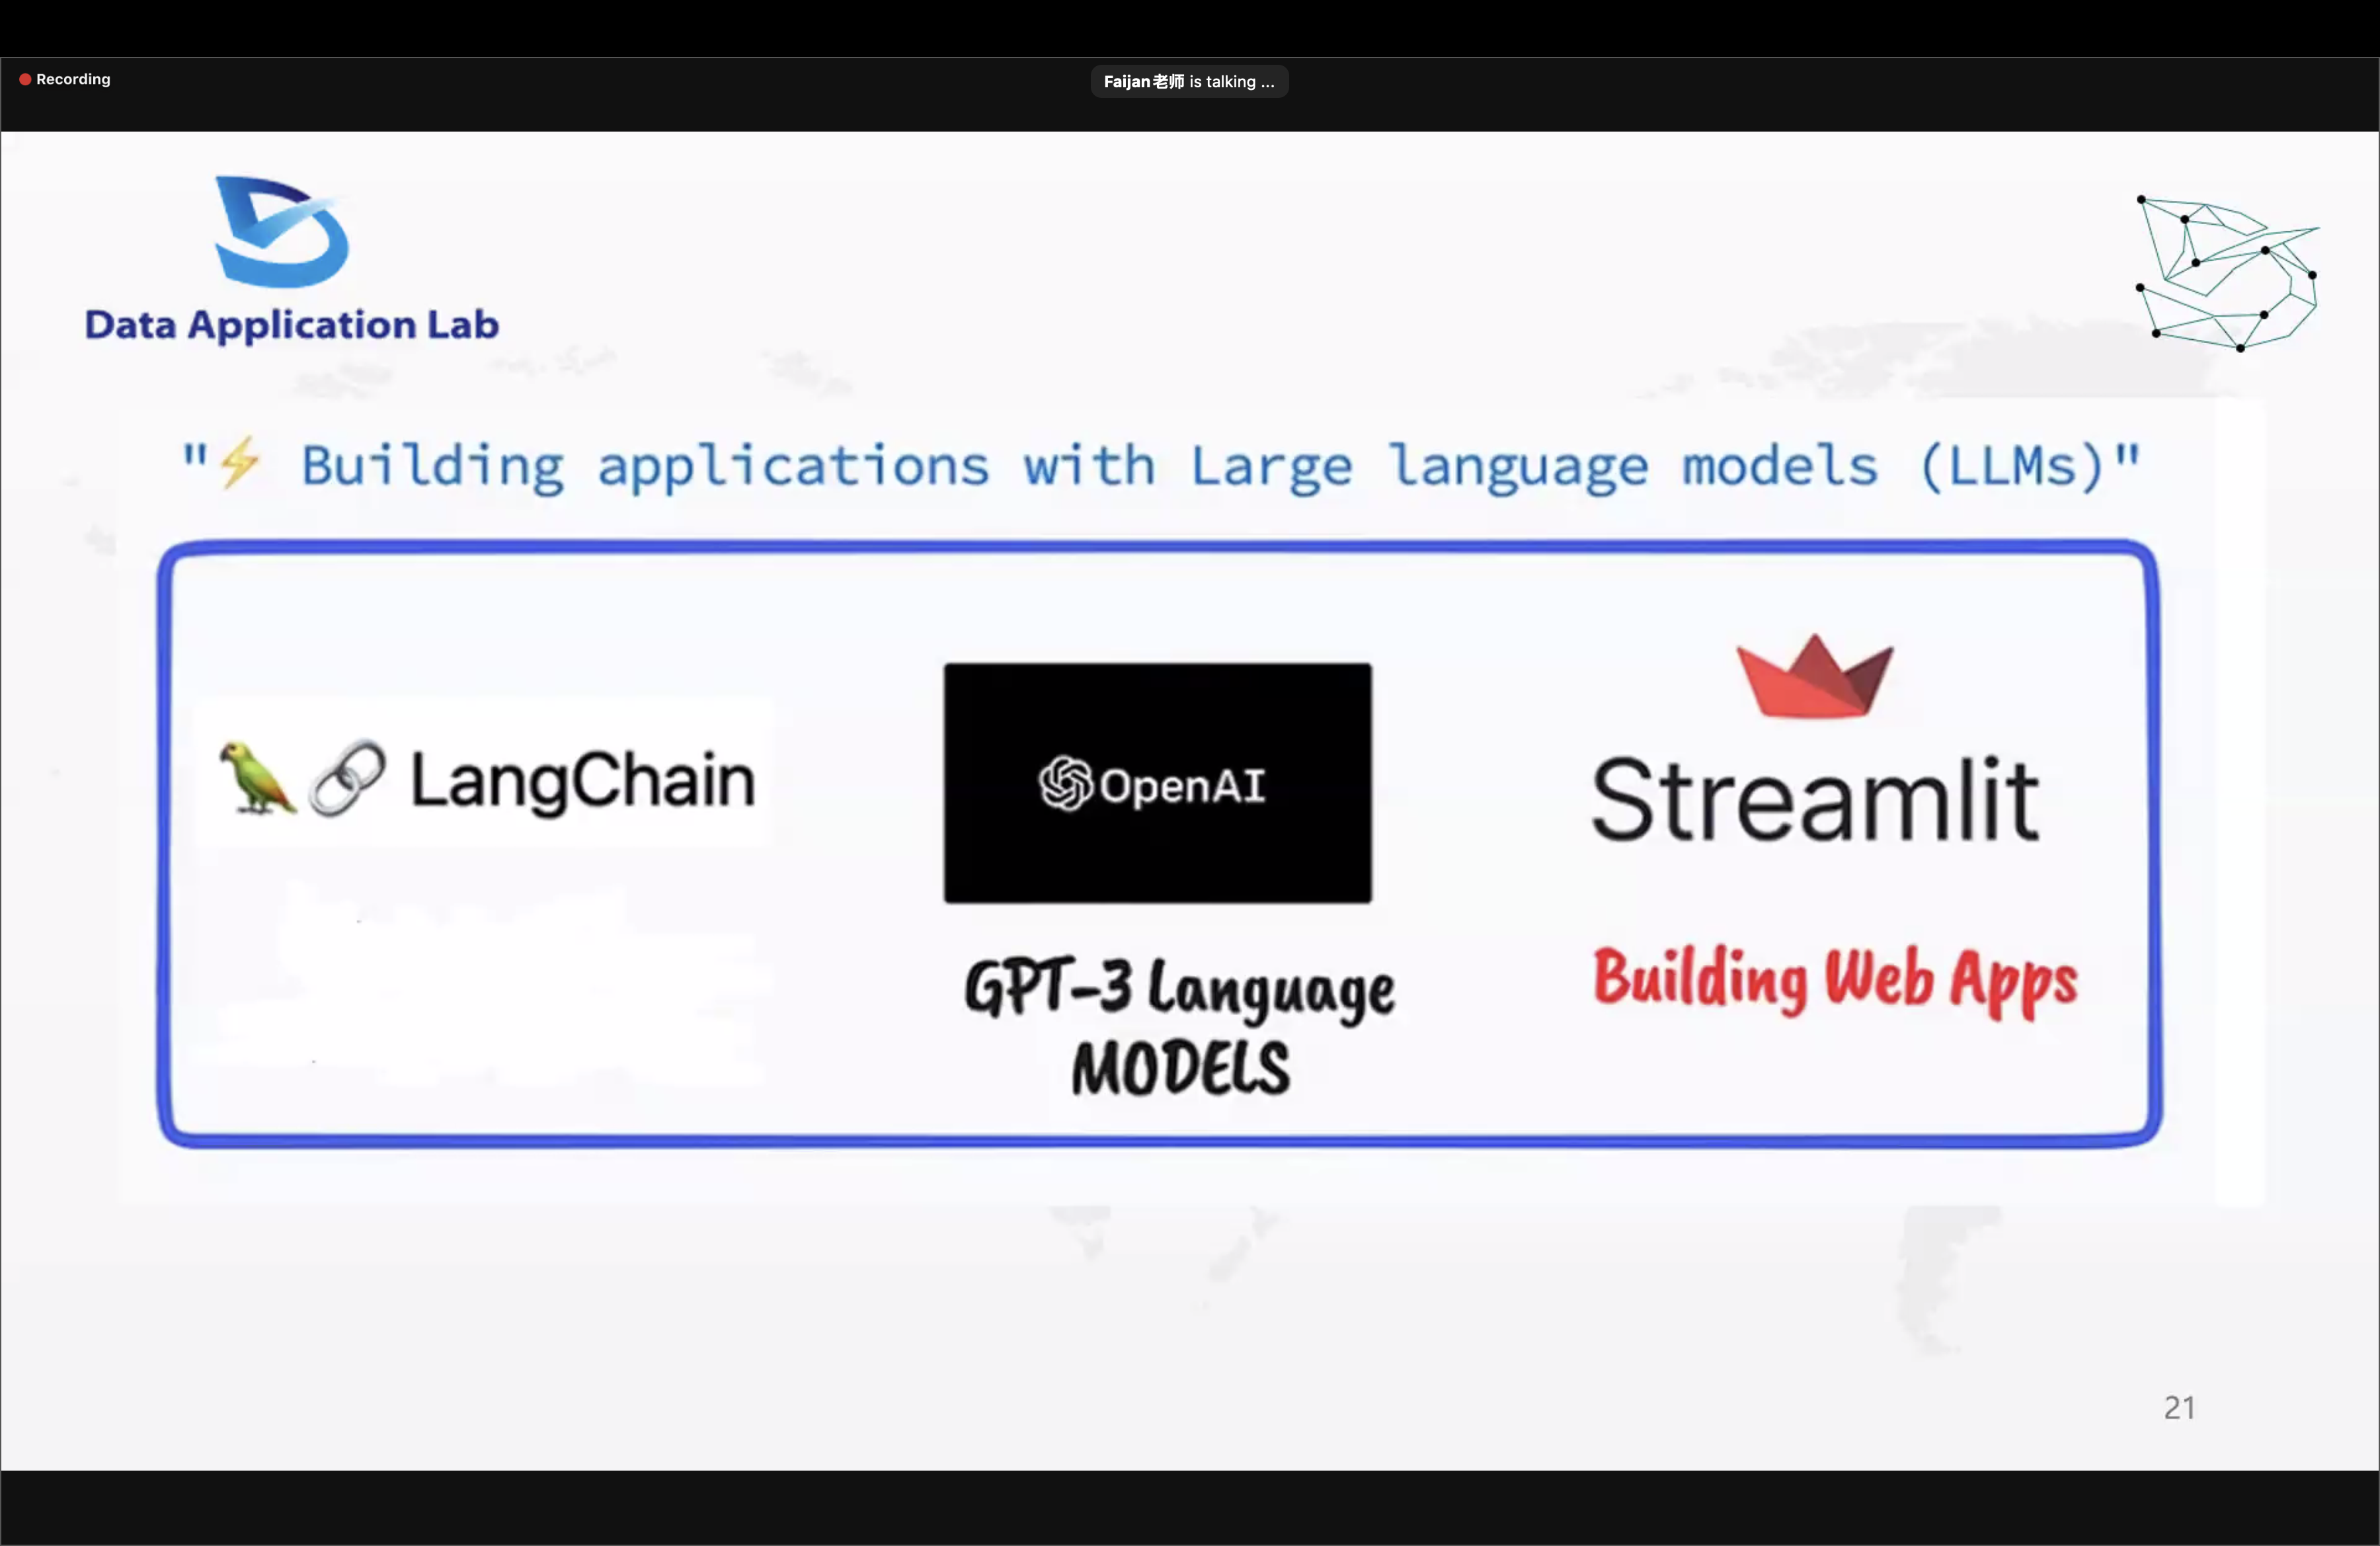 Recording
Faijan老师 is talking ...
Data Application Lab
"⚡ Building applications with Large language models (LLMs)"
🦜🔗 LangChain
OpenAI
Streamlit
GPT-3 Language
MODELS
Building Web Apps
21